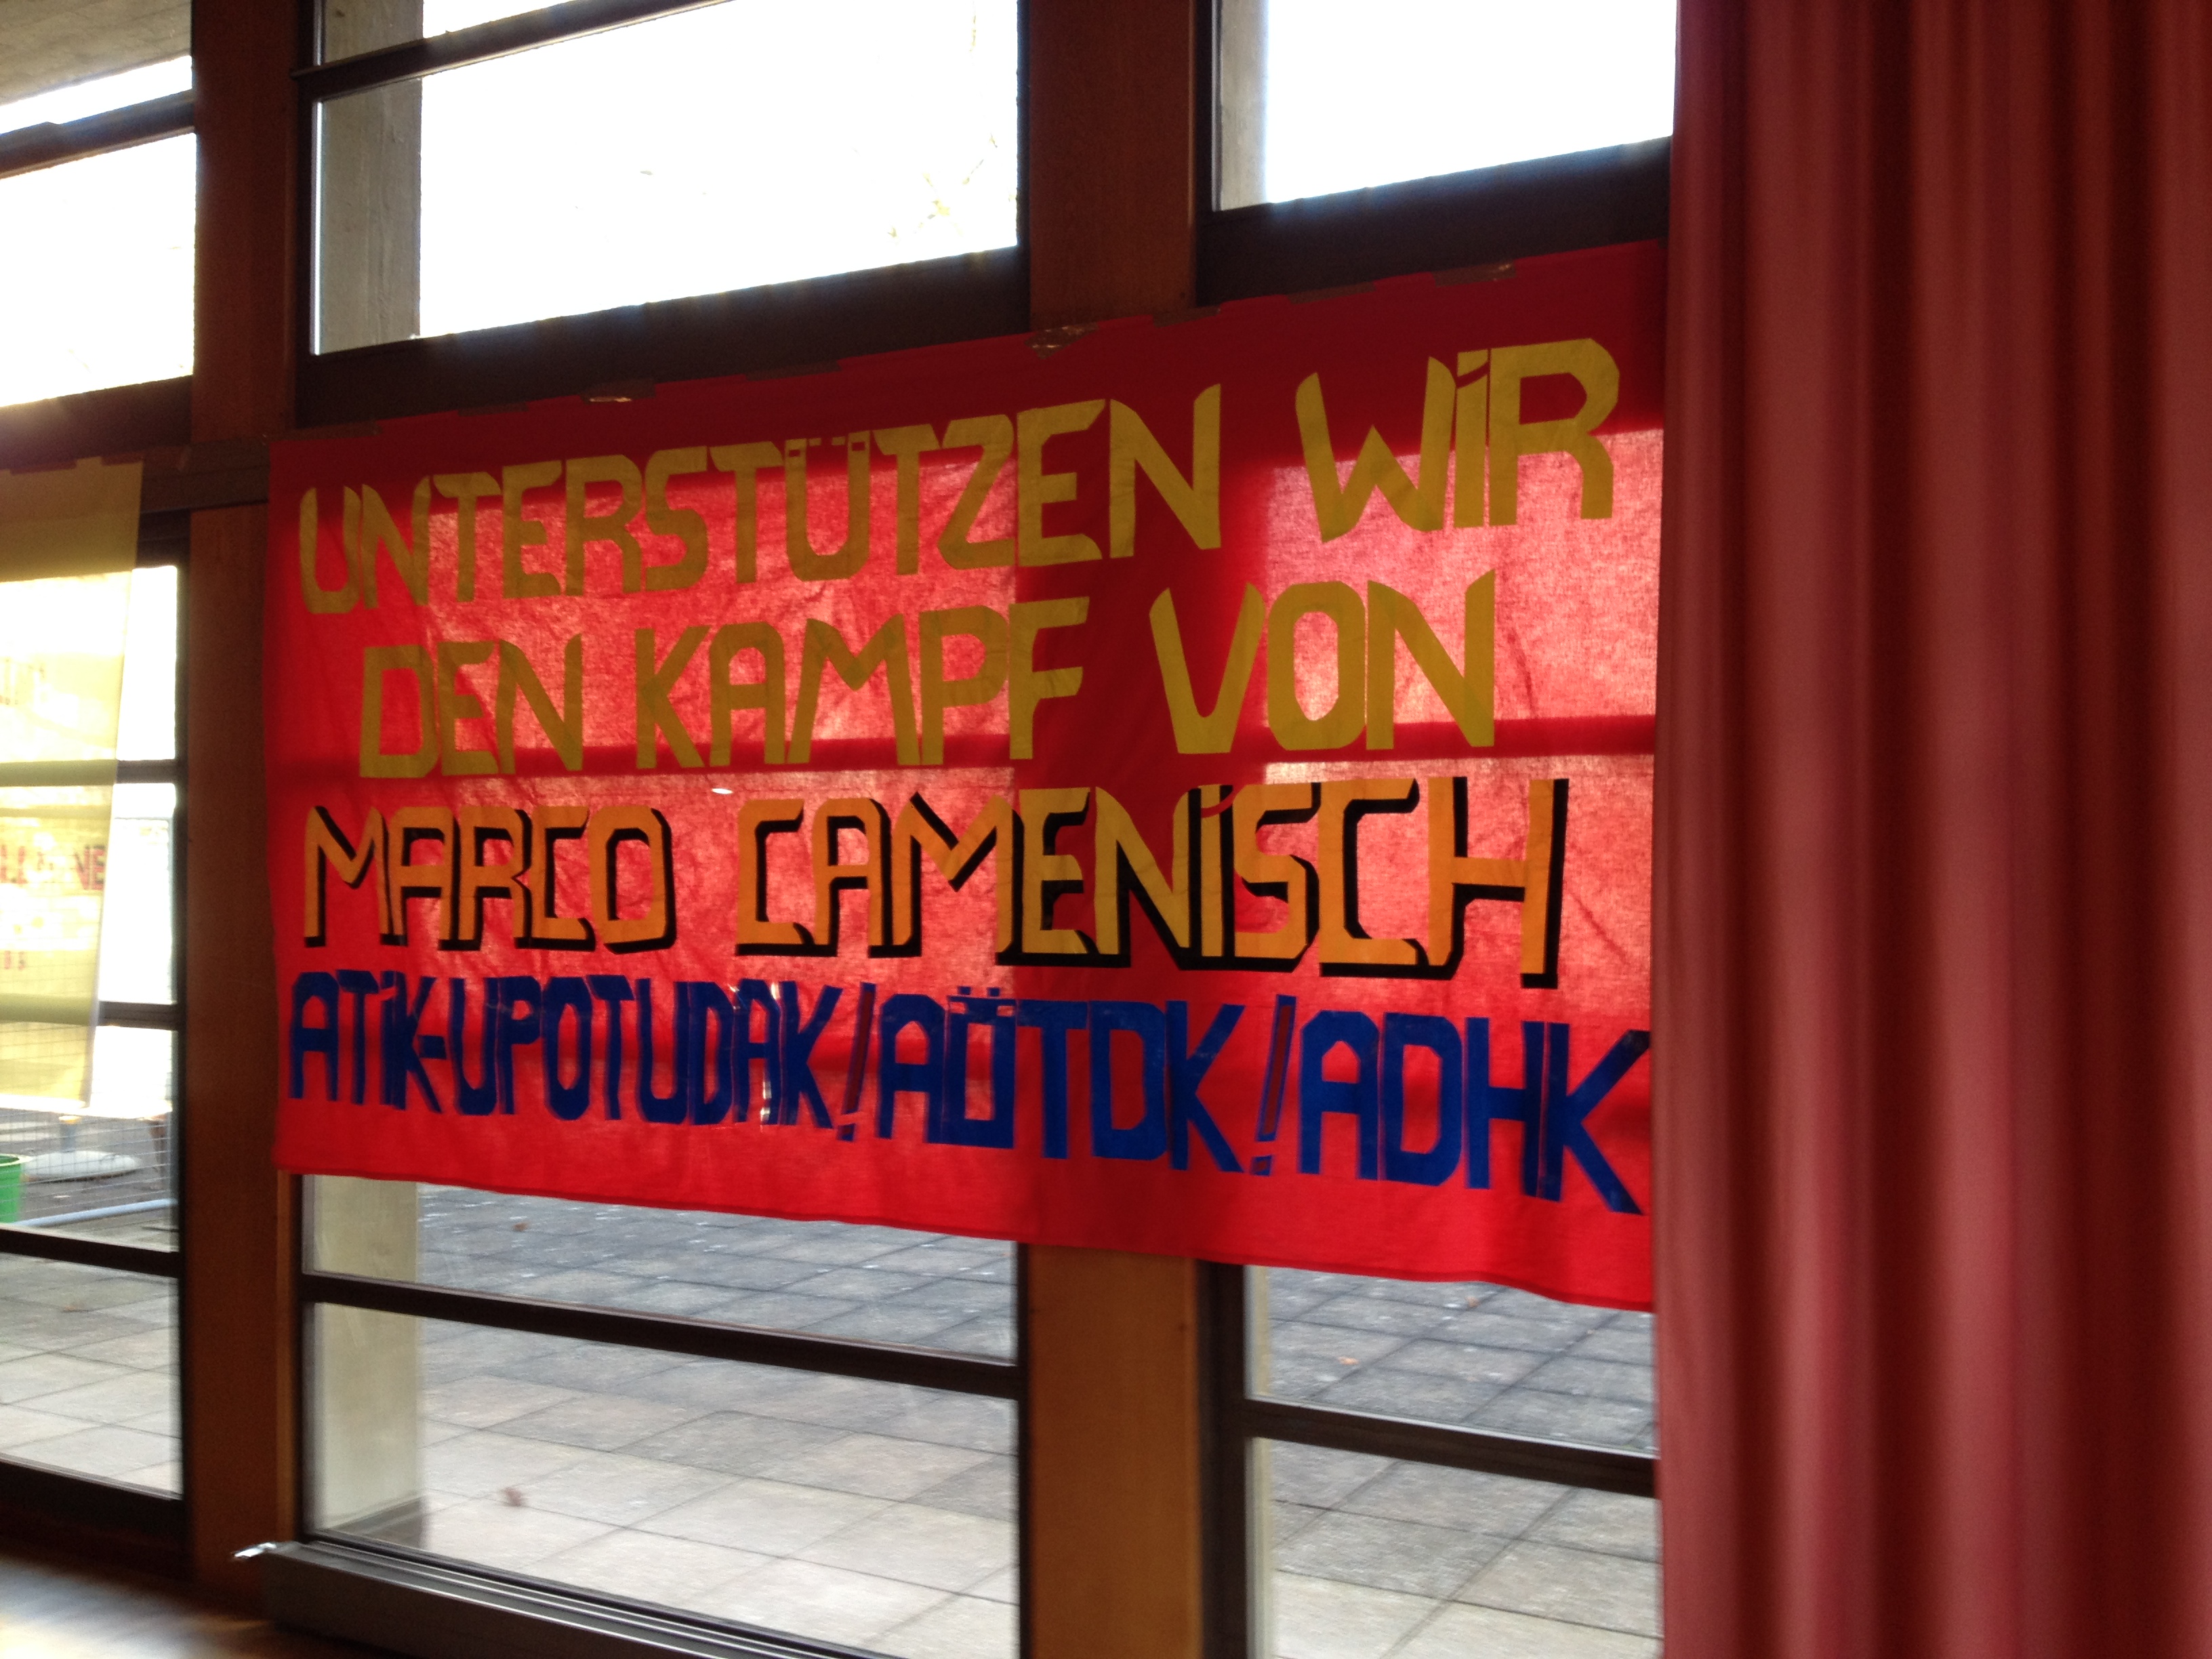 UNTERSTÜTZEN WiR
DEN KAMPF VON
MARCO CAMENiSCH
ATiK-UPOTUDAK!AÖTDK!ADHK